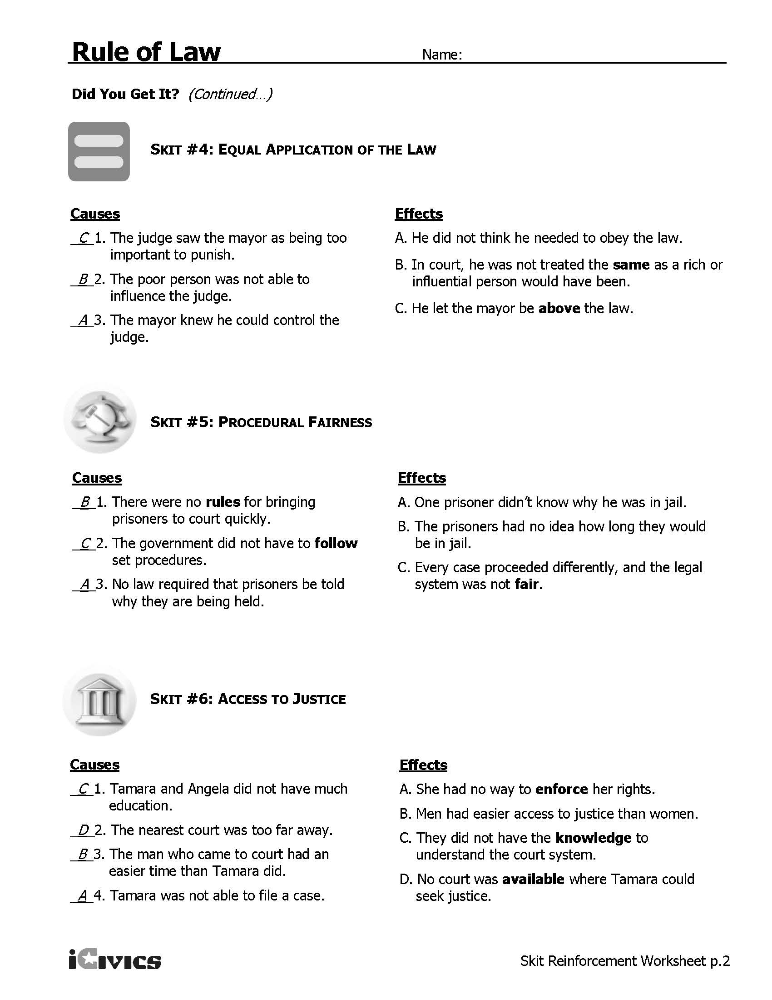 Rule of Law Name:
Did You Get It? (Continued...)
SKIT #4: EQUAL APPLICATION OF THE LAW
Causes
C 1. The judge saw the mayor as being too
important to punish.
B 2. The poor person was not able to
influence the judge.
A 3. The mayor knew he could control the
judge.
Effects
A. He did not think he needed to obey the law.
B. In court, he was not treated the same as a rich or
influential person would have been.
C. He let the mayor be above the law.
SKIT #5: PROCEDURAL FAIRNESS
Causes
B 1. There were no rules for bringing
prisoners to court quickly.
C 2. The government did not have to follow
set procedures.
A 3. No law required that prisoners be told
why they are being held.
Effects
A. One prisoner didn't know why he was in jail.
B. The prisoners had no idea how long they would
be in jail.
C. Every case proceeded differently, and the legal
system was not fair.
SKIT #6: ACCESS TO JUSTICE
Causes
C 1. Tamara and Angela did not have much
education.
D 2. The nearest court was too far away.
B 3. The man who came to court had an
easier time than Tamara did.
A 4. Tamara was not able to file a case.
Effects
A. She had no way to enforce her rights.
B. Men had easier access to justice than women.
C. They did not have the knowledge to
understand the court system.
D. No court was available where Tamara could
seek justice.
iCivics
Skit Reinforcement Worksheet p.2